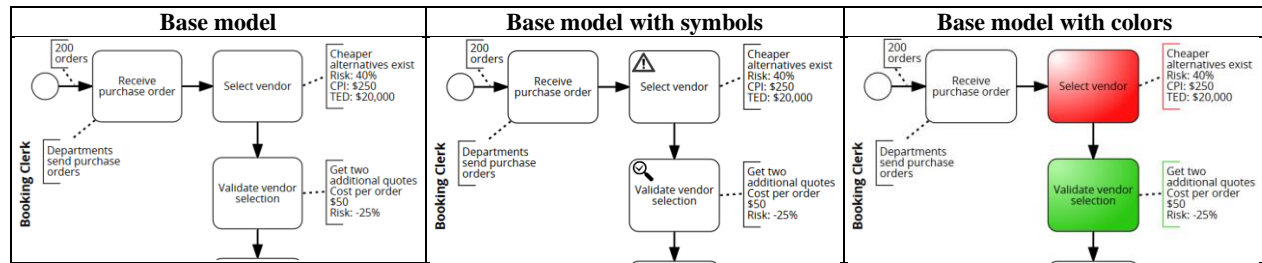 Base model
Base model with symbols
Base model with colors
200
orders
Receive
purchase order
Select vendor
Cheaper
alternatives exist
Risk: 40%
CPI: $250
TED: $20,000
Booking Clerk
Departments
send purchase
orders
Validate vendor
selection
Get two
additional quotes
Cost per order
$50
Risk: -25%
200
orders
Receive
purchase order
Select vendor
Cheaper
alternatives exist
Risk: 40%
CPI: $250
TED: $20,000
Booking Clerk
Departments
send purchase
orders
Validate vendor
selection
Get two
additional quotes
Cost per order
$50
Risk: -25%
200
orders
Receive
purchase order
Select vendor
Cheaper
alternatives exist
Risk: 40%
CPI: $250
TED: $20,000
Booking Clerk
Departments
send purchase
orders
Validate vendor
selection
Get two
additional quotes
Cost per order
$50
Risk: -25%